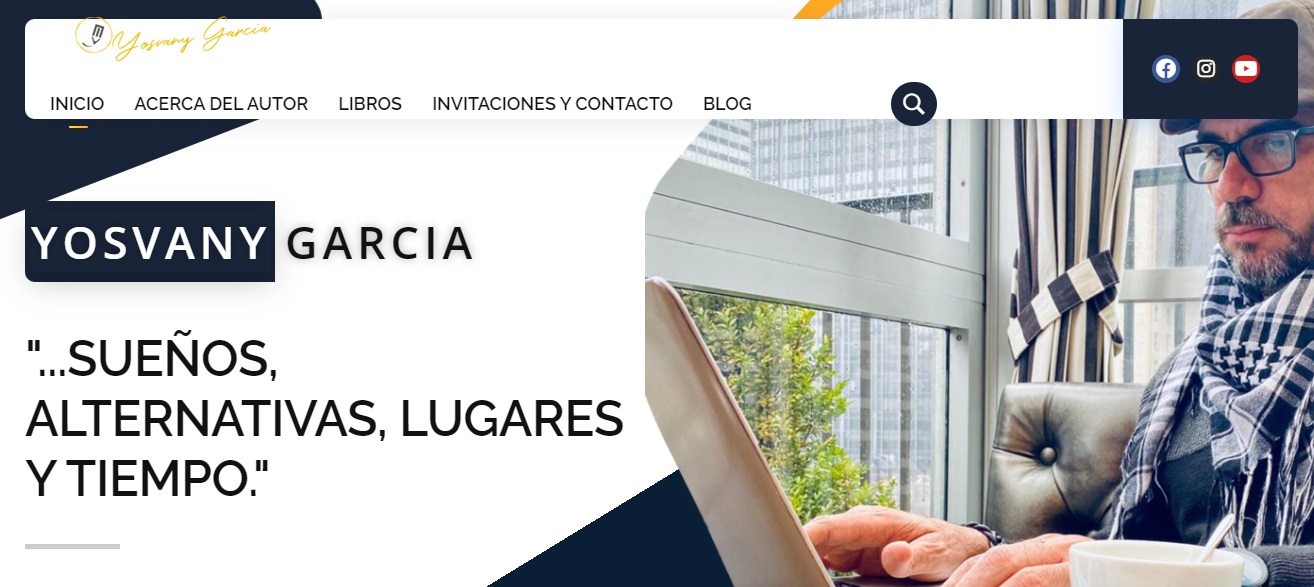 Yosvany Garcia
INICIO ACERCA DEL AUTOR LIBROS INVITACIONES Y CONTACTO BLOG
YOSVANY GARCIA
"...SUEÑOS,
ALTERNATIVAS, LUGARES
Y TIEMPO."